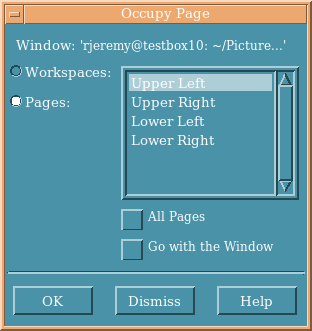 Occupy Page
Window: 'rjeremy@testbox10: ~/Picture...'
Workspaces:
Pages:
Upper Left
Upper Right
Lower Left
Lower Right
All Pages
Go with the Window
OK
Dismiss
Help